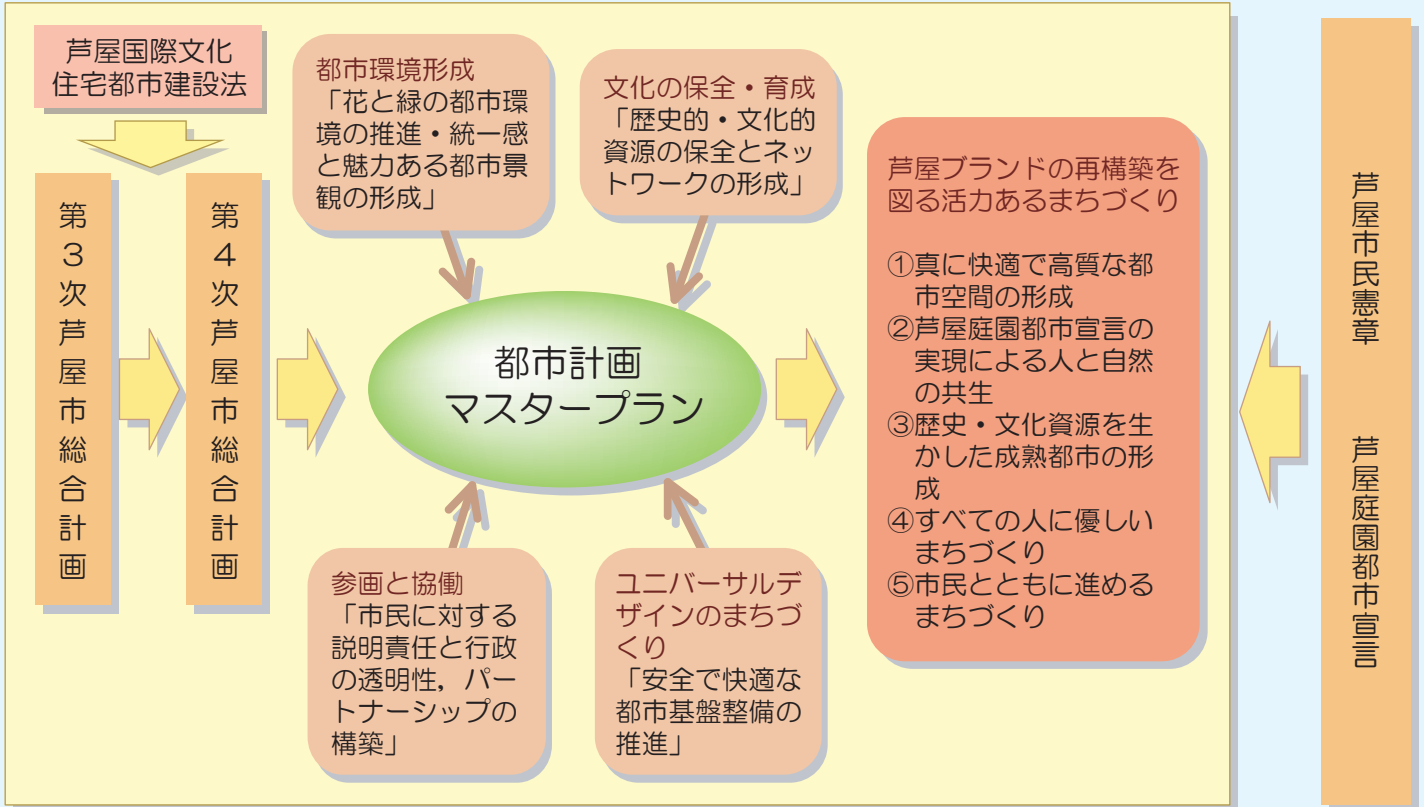 芦屋国際文化
住宅都市建設法
第3次芦屋市総合計画
第4次芦屋市総合計画
都市環境形成
「花と緑の都市環
境の推進・統一感
と魅力ある都市景
観の形成」
文化の保全・育成
「歴史的・文化的
資源の保全とネッ
トワークの形成」
都市計画
マスタープラン
参画と協働
「市民に対する
説明責任と行政
の透明性，パー
トナーシップの
構築」
ユニバーサルデ
ザインのまちづ
くり
「安全で快適な
都市基盤整備の
推進」
芦屋ブランドの再構築を
図る活力あるまちづくり
①真に快適で高質な都
市空間の形成
②芦屋庭園都市宣言の
実現による人と自然
の共生
③歴史・文化資源を生
かした成熟都市の形
成
④すべての人に優しい
まちづくり
⑤市民とともに進める
まちづくり
芦屋市民憲章
芦屋庭園都市宣言